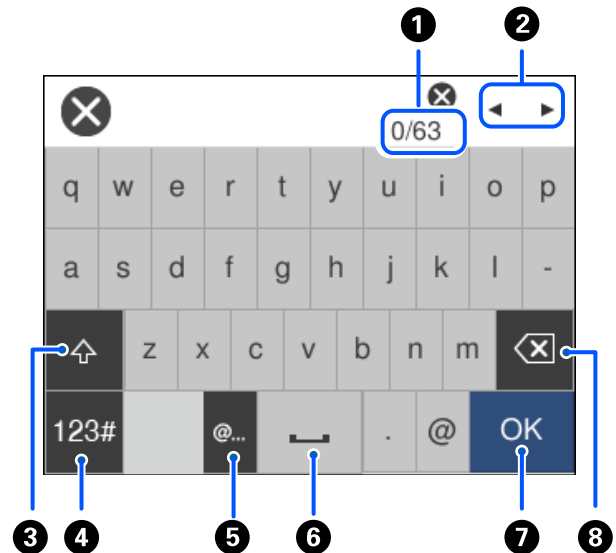 1 2
0/63 ◄ ►
q w e r t y u i o p
a s d f g h j k l -
z x c v b n m
123# @... . @ OK
3 4 5 6 7 8